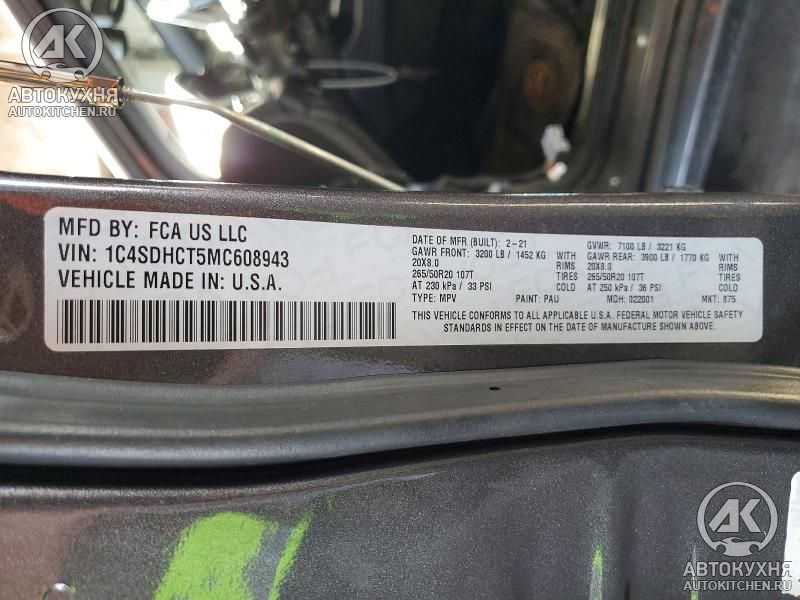 AK
АВТОКУХНЯ
AUTOKITCHEN.RU
MFD BY: FCA US LLC
VIN: 1C4SDHCT5MC608943
VEHICLE MADE IN: U.S.A.
DATE OF MFR (BUILT): 2-21 GVWR: 7100 LB / 3221 KG
GAWR FRONT: 3200 LB / 1452 KG WITH GAWR REAR: 3900 LB / 1770 KG WITH
20X8.0 RIMS 20X8.0 RIMS
265/50R20 107T TIRES 265/50R20 107T TIRES
AT 230 kPa / 33 PSI COLD AT 250 kPa / 36 PSI COLD
TYPE: MPV PAINT: PAU MDH: 022001 MKT: 875
THIS VEHICLE CONFORMS TO ALL APPLICABLE U.S.A. FEDERAL MOTOR VEHICLE SAFETY
STANDARDS IN EFFECT ON THE DATE OF MANUFACTURE SHOWN ABOVE.
AK
АВТОКУХНЯ
AUTOKITCHEN.RU